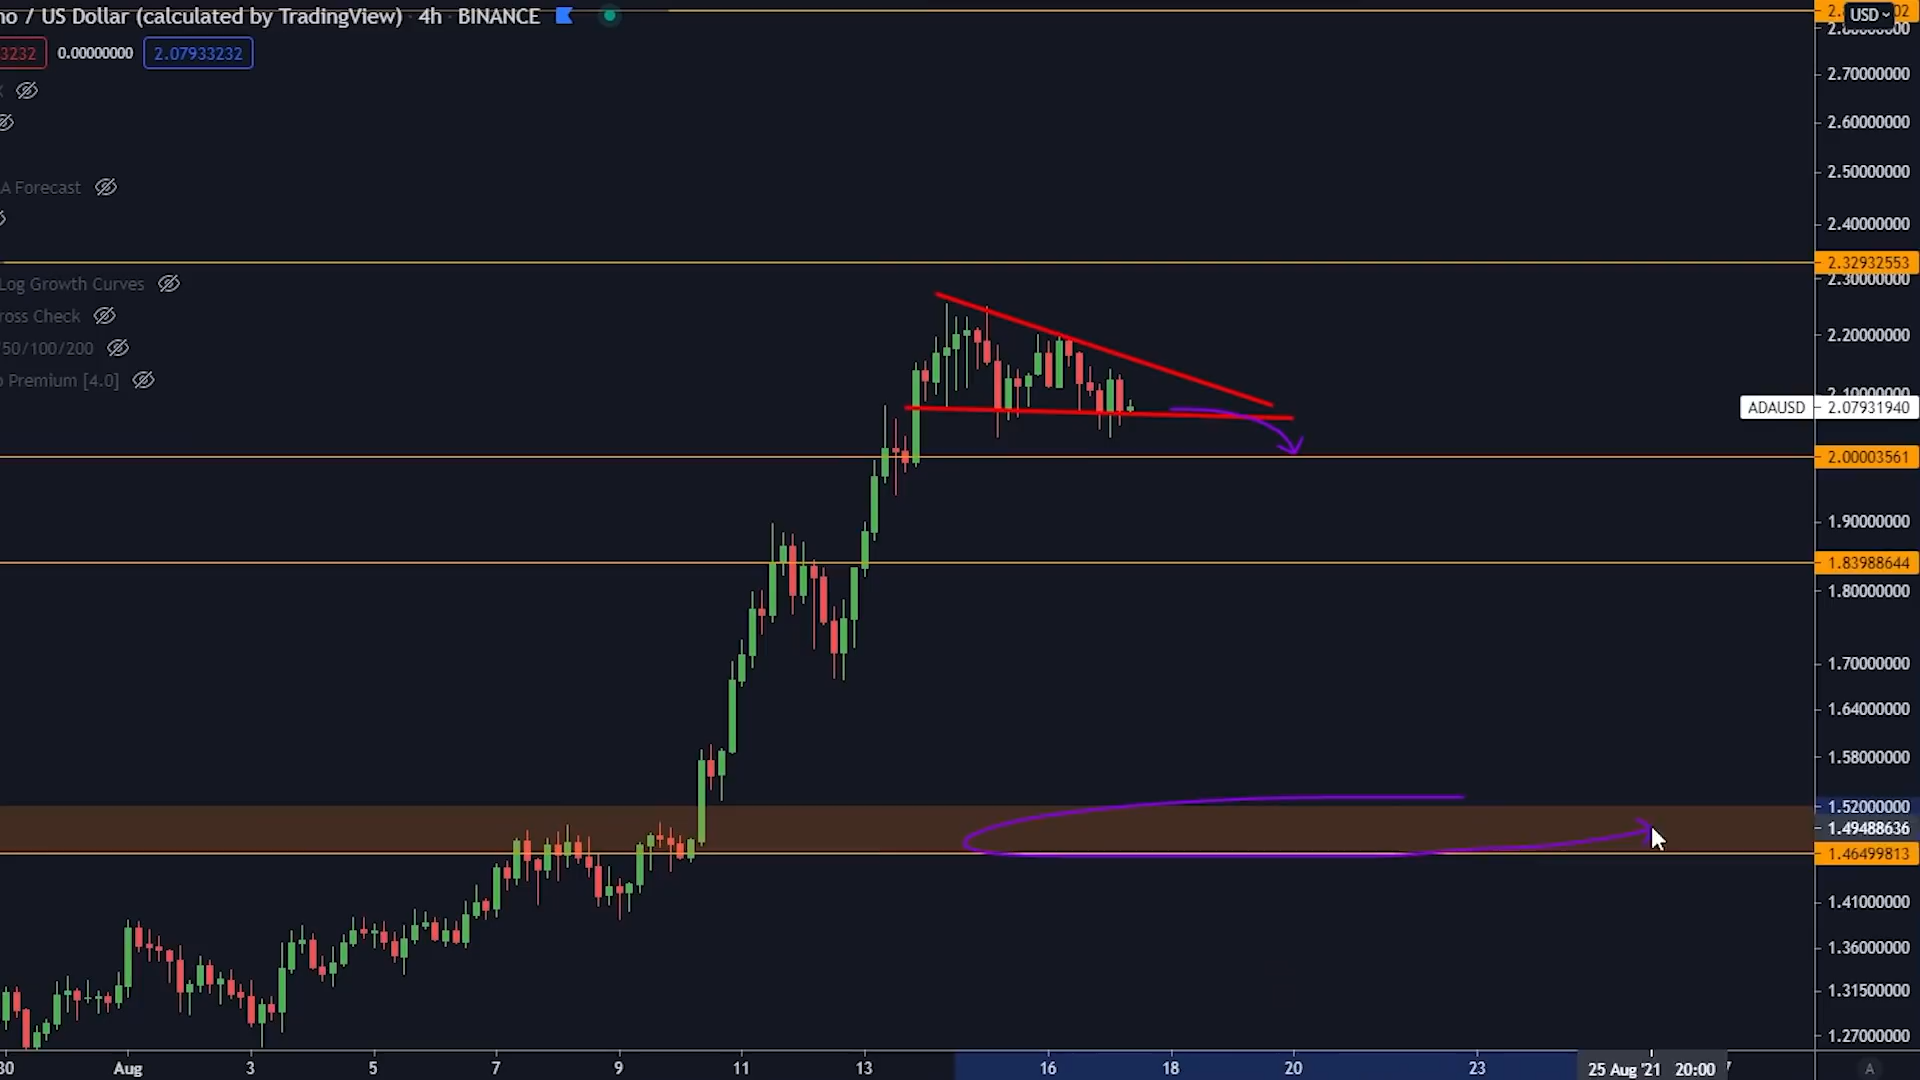 no / US Dollar (calculated by TradingView) · 4h · BINANCE
3232 0.00000000 2.07933232
A Forecast
Log Growth Curves
ross Check
50/100/200
o Premium [4.0]
USD
2.70000000
2.60000000
2.50000000
2.40000000
2.32932553
2.30000000
2.20000000
2.10000000
ADAUSD 2.07931940
2.00003561
1.90000000
1.83988644
1.80000000
1.70000000
1.64000000
1.58000000
1.52000000
1.49488636
1.46499813
1.41000000
1.36000000
1.31500000
1.27000000
30 Aug 3 5 7 9 11 13 16 18 20 23 25 Aug '21 20:00
A